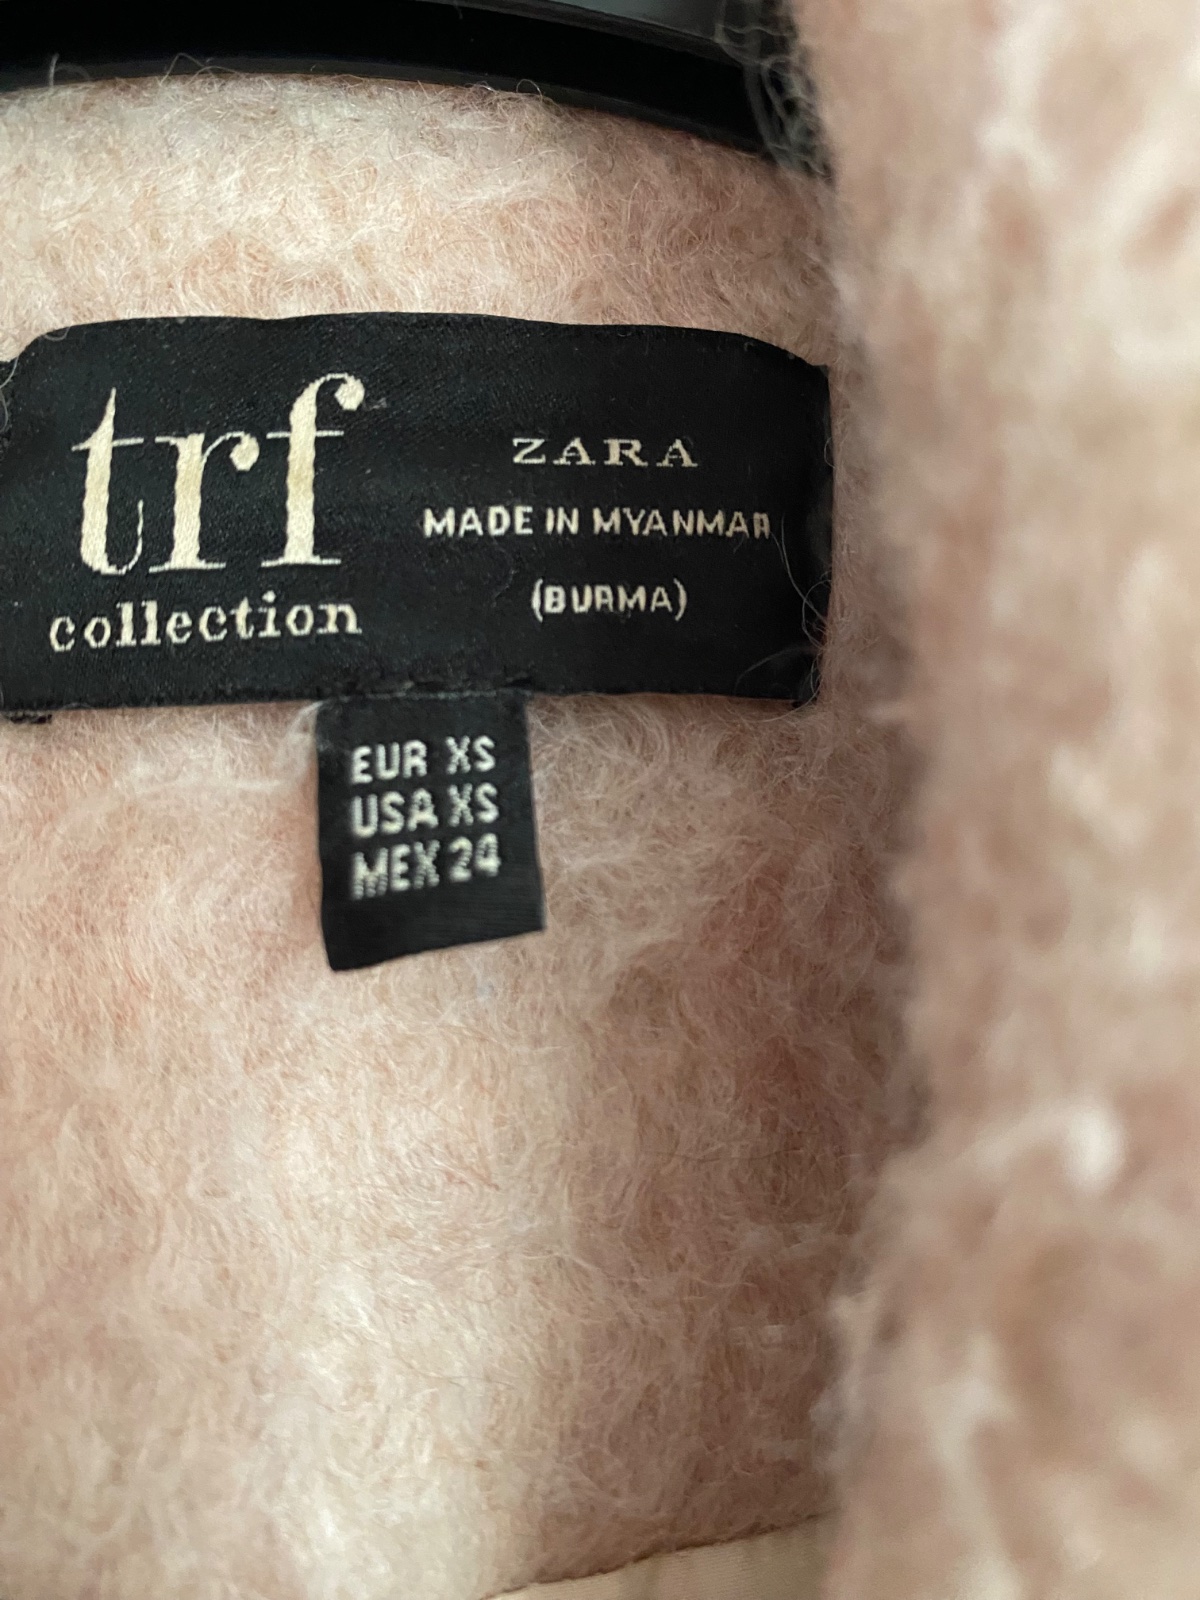 trf
collection
ZARA
MADE IN MYANMAR
(BURMA)
EUR XS
USA XS
MEX 24